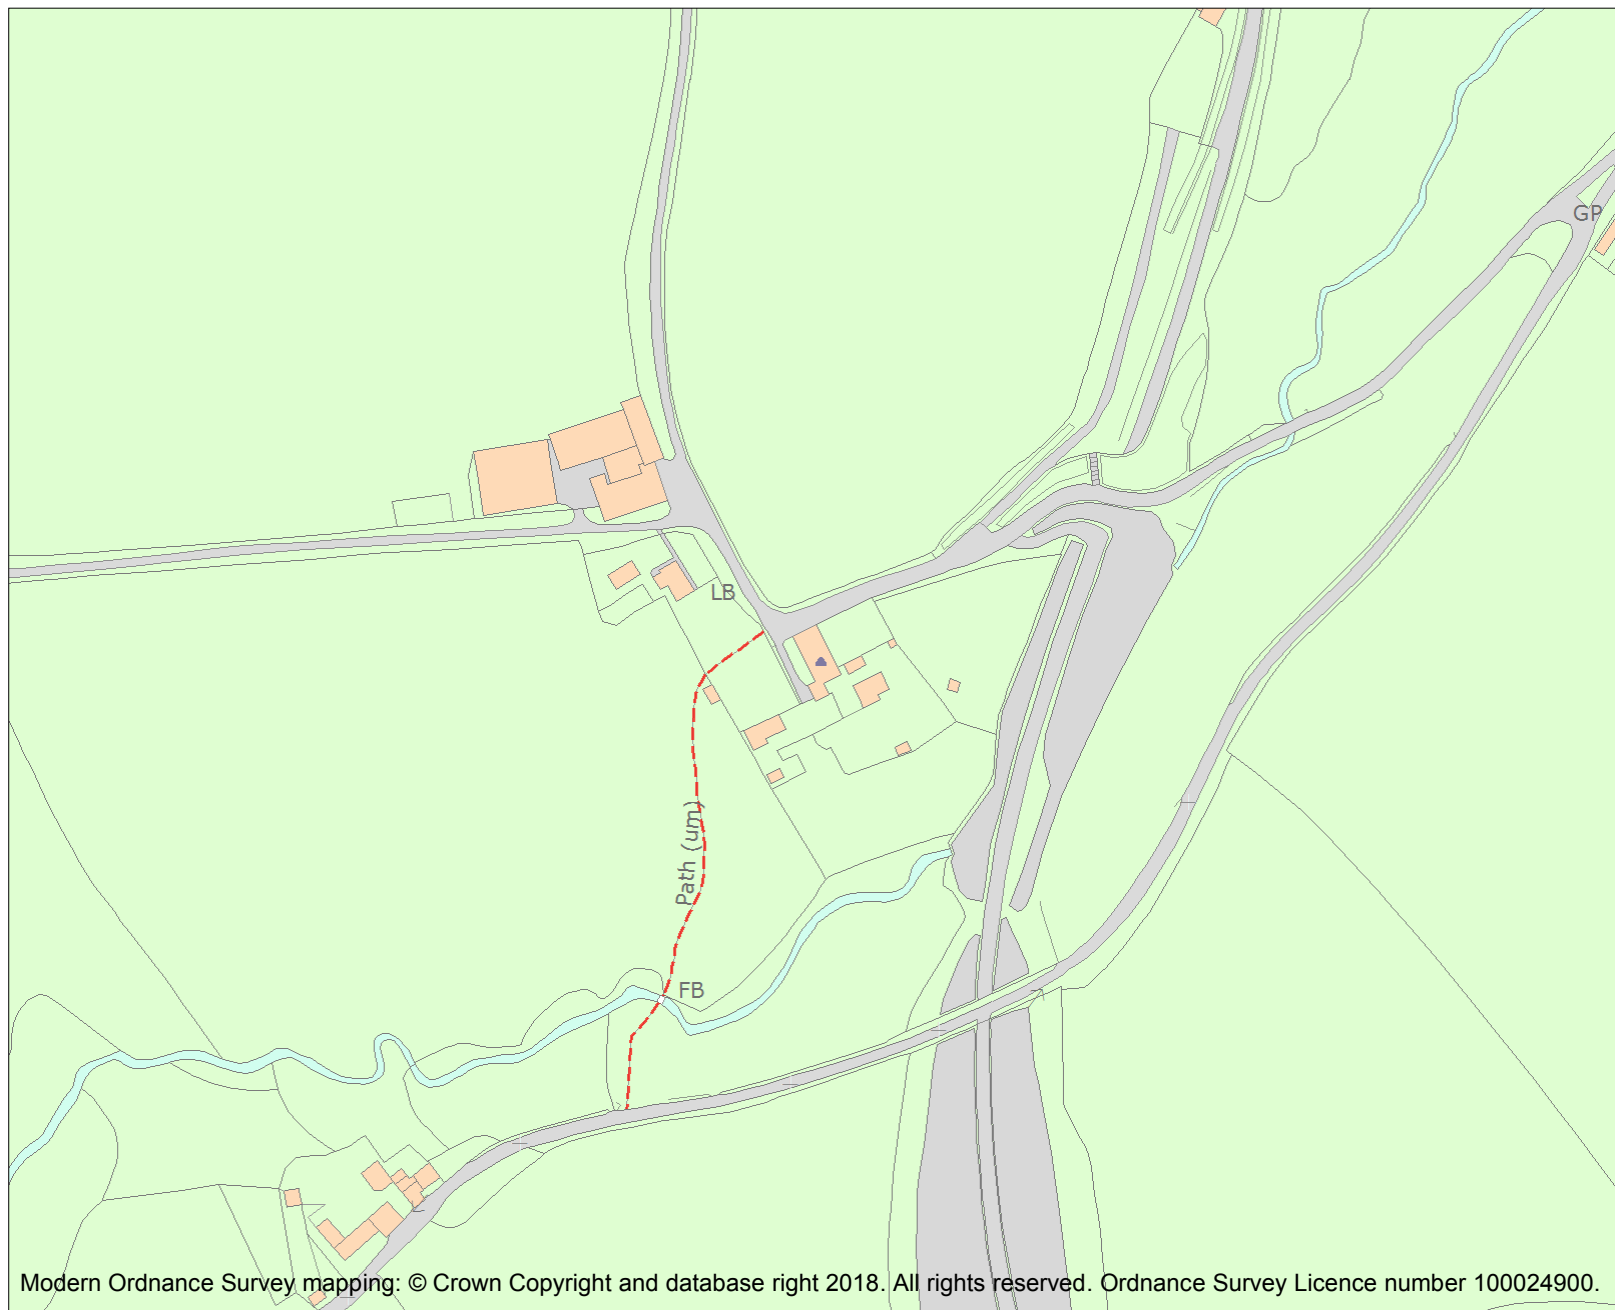 GP
LB
Path (um)
FB
Modern Ordnance Survey mapping: © Crown Copyright and database right 2018. All rights reserved. Ordnance Survey Licence number 100024900.